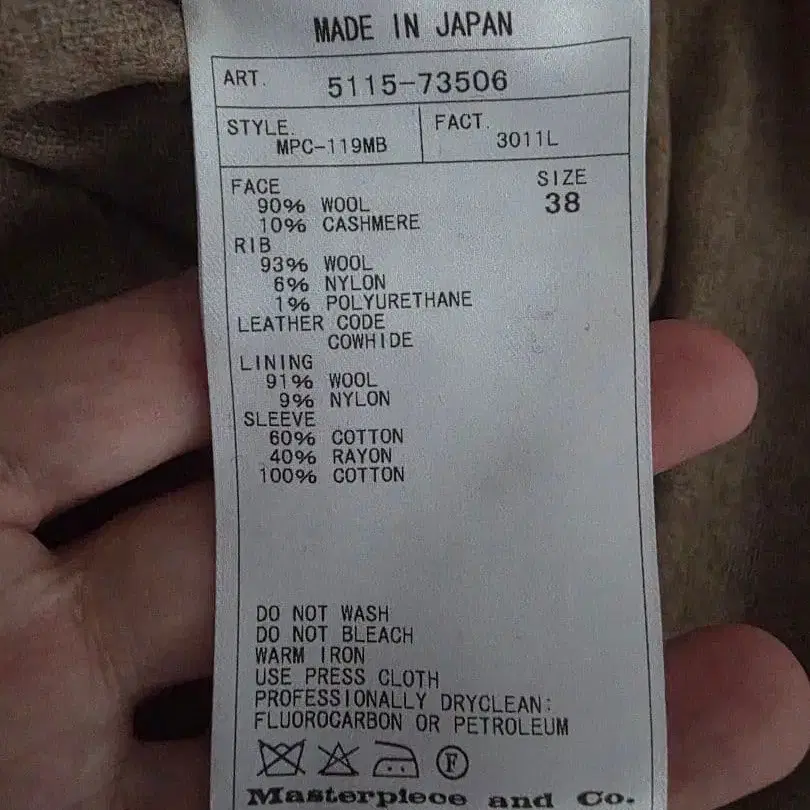 MADE IN JAPAN
ART. 5115-73506
STYLE. FACT.
MPC-119MB 3011L
FACE SIZE
90% WOOL 38
10% CASHMERE
RIB
93% WOOL
6% NYLON
1% POLYURETHANE
LEATHER CODE
COWHIDE
LINING
91% WOOL
9% NYLON
SLEEVE
60% COTTON
40% RAYON
100% COTTON
DO NOT WASH
DO NOT BLEACH
WARM IRON
USE PRESS CLOTH
PROFESSIONALLY DRYCLEAN:
FLUOROCARBON OR PETROLEUM
F
Masterpiece and Co.